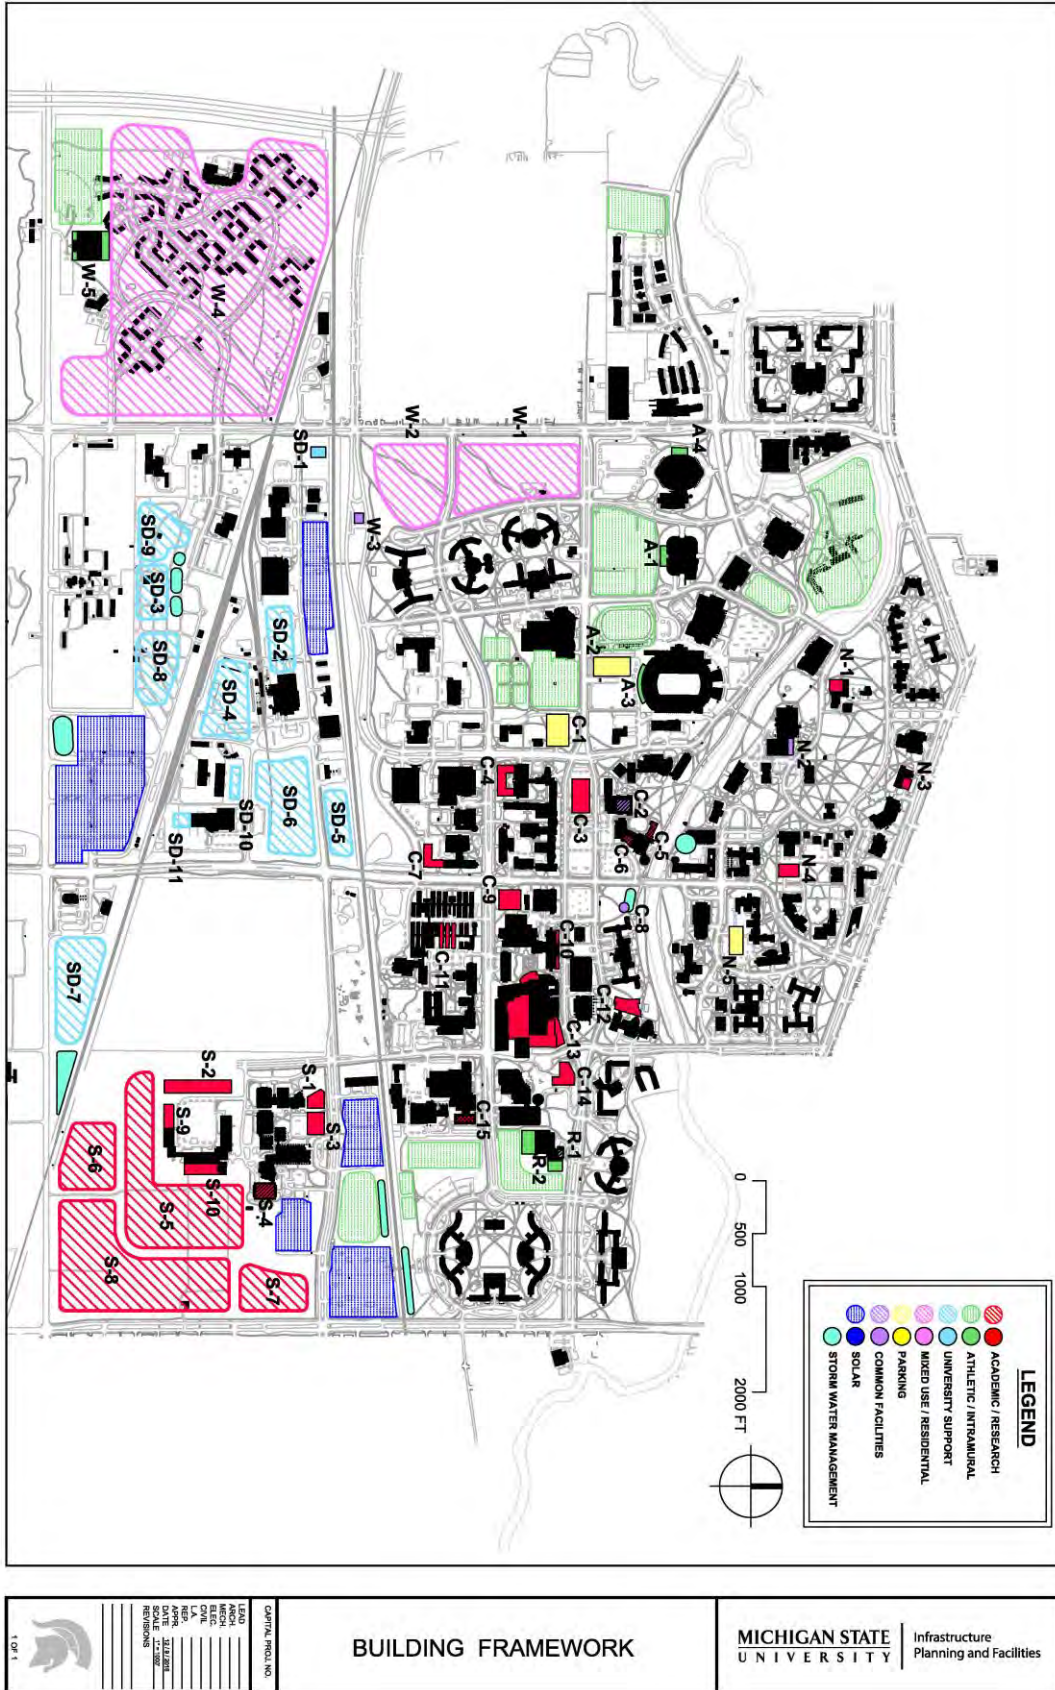 W-5
W-4
W-2
W-1
W-3
A-4
A-1
A-2
A-3
SD-1
SD-9
SD-3
SD-8
SD-2
SD-4
SD-6
SD-5
SD-10
SD-11
SD-7
N-1
N-2
N-3
N-4
N-5
C-1
C-2
C-3
C-4
C-5
C-6
C-7
C-8
C-9
C-10
C-11
C-12
C-13
C-14
C-15
R-1
R-2
S-1
S-2
S-3
S-9
S-4
S-10
S-5
S-6
S-8
S-7
0 500 1000 2000 FT
LEGEND
ACADEMIC / RESEARCH
ATHLETIC / INTRAMURAL
UNIVERSITY SUPPORT
MIXED USE / RESIDENTIAL
PARKING
COMMON FACILITIES
SOLAR
STORM WATER MANAGEMENT
CAPITAL PROJ. NO.
LEAD
ARCH.
MECH.
ELEC.
CIVIL
L.A.
REP.
APPR.
DATE
SCALE
REVISIONS
1 OF 1
BUILDING FRAMEWORK
MICHIGAN STATE
UNIVERSITY
Infrastructure
Planning and Facilities